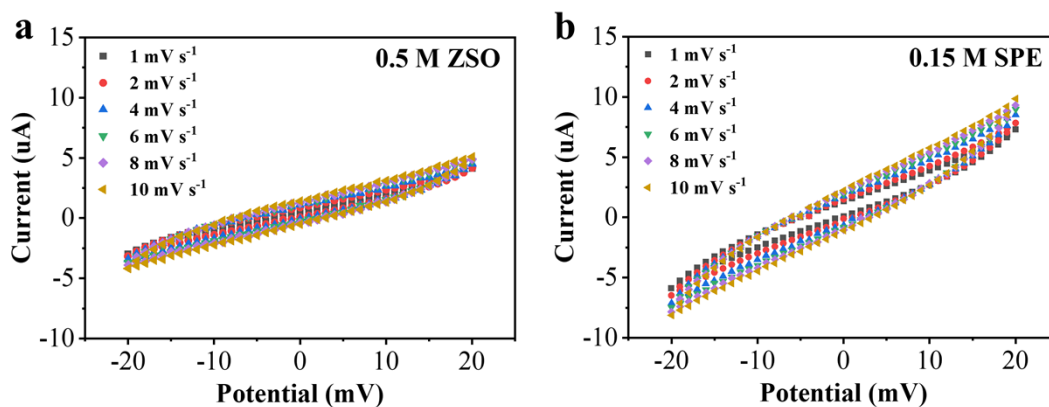 a
0.5 M ZSO
1 mV s⁻¹
2 mV s⁻¹
4 mV s⁻¹
6 mV s⁻¹
8 mV s⁻¹
10 mV s⁻¹
15
10
5
0
-5
-10
Current (uA)
-20
-10
0
10
20
Potential (mV)
b
0.15 M SPE
1 mV s⁻¹
2 mV s⁻¹
4 mV s⁻¹
6 mV s⁻¹
8 mV s⁻¹
10 mV s⁻¹
15
10
5
0
-5
-10
Current (uA)
-20
-10
0
10
20
Potential (mV)